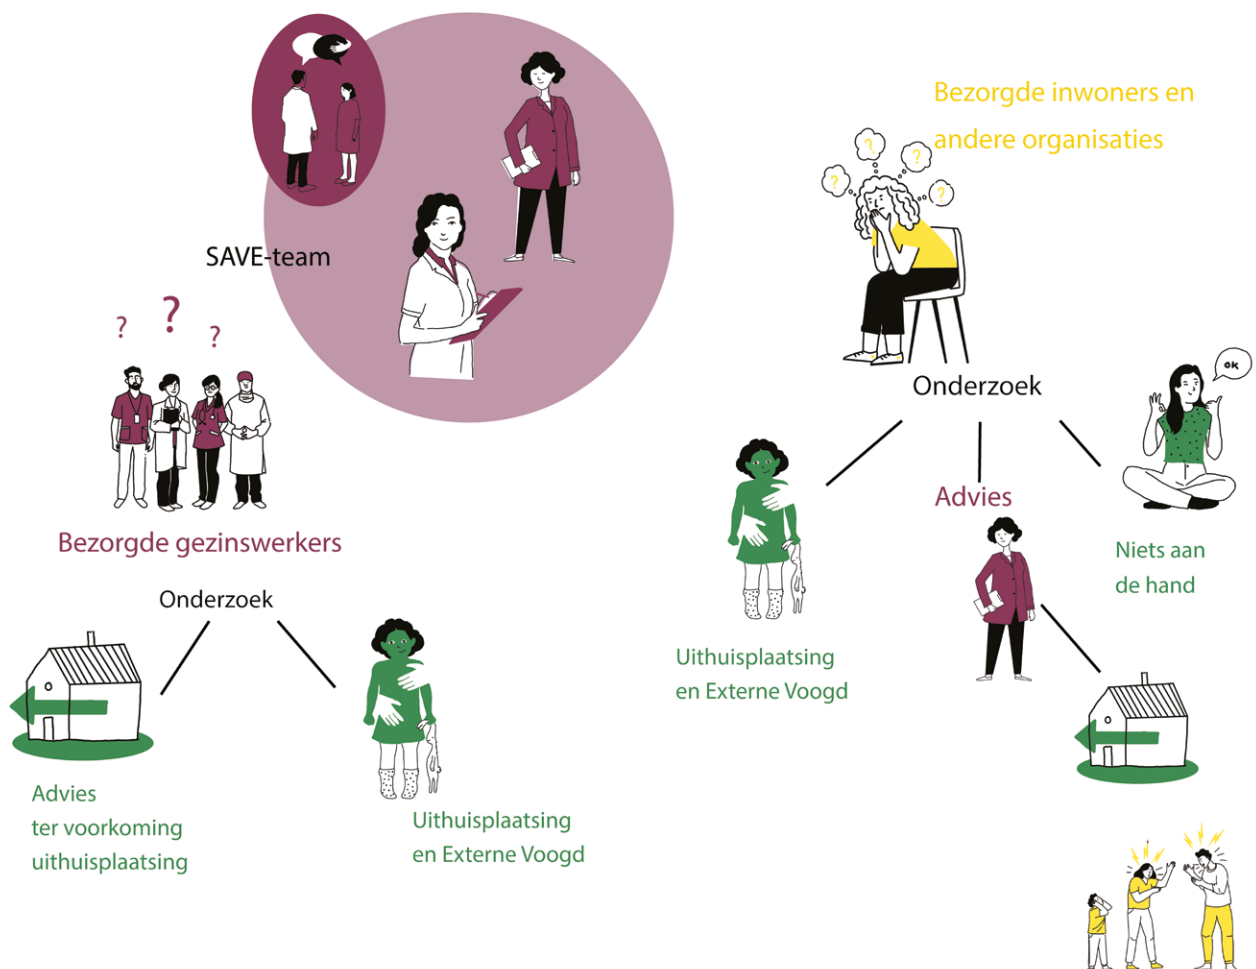 SAVE-team
? ? ?
Bezorgde gezinswerkers
Onderzoek
Advies
ter voorkoming
uithuisplaatsing
Uithuisplaatsing
en Externe Voogd
Bezorgde inwoners en
andere organisaties
? ? ? ?
Onderzoek
OK
Advies
Niets aan
de hand
Uithuisplaatsing
en Externe Voogd